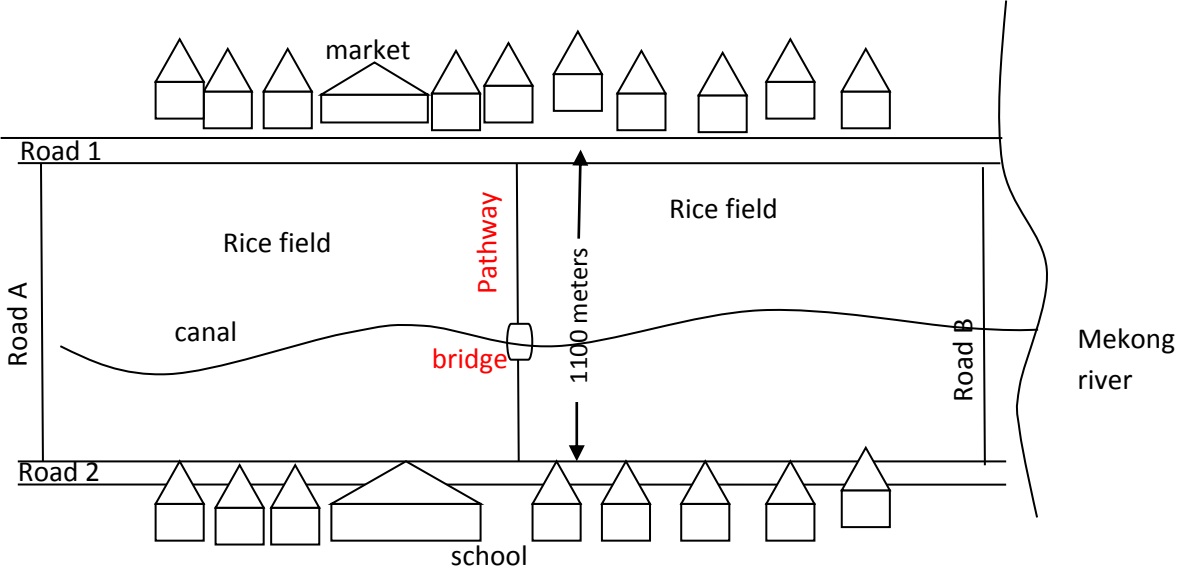 market
Road 1
Rice field
Rice field
Pathway
Road A
canal
bridge
1100 meters
Road B
Mekong
river
Road 2
school